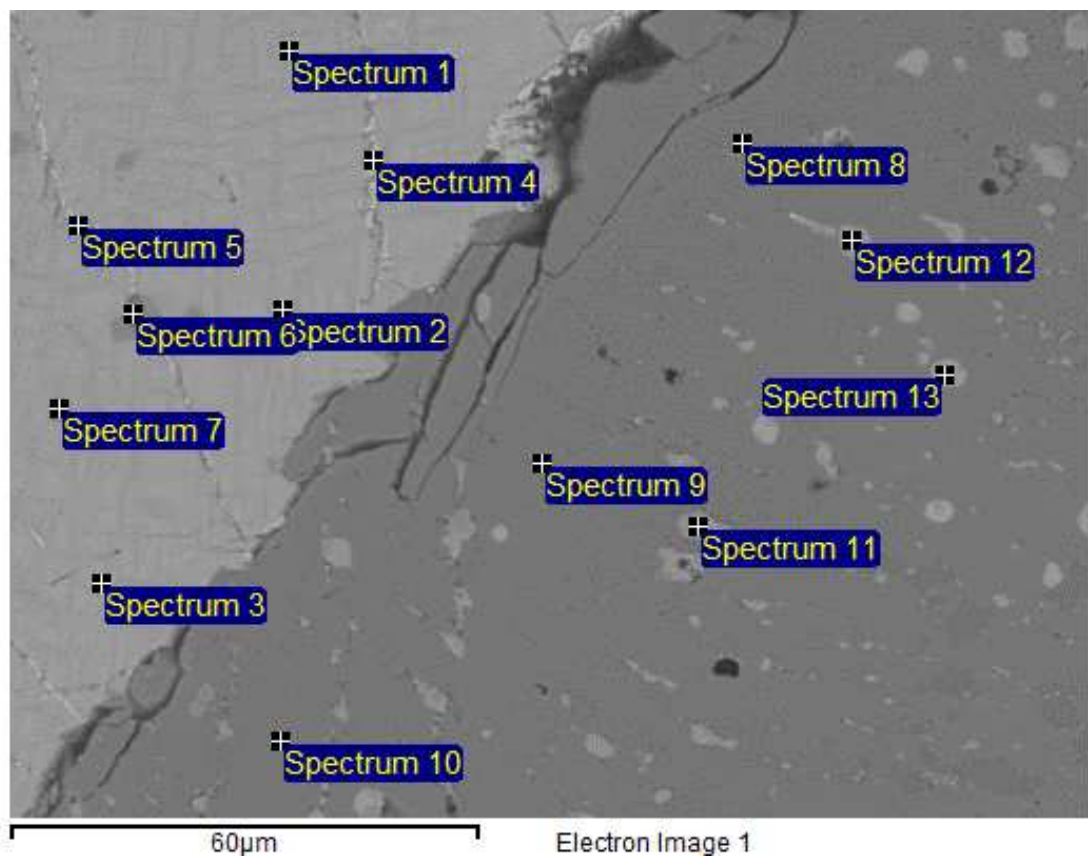 Spectrum 1
Spectrum 8
Spectrum 4
Spectrum 5
Spectrum 12
Spectrum 6
Spectrum 2
Spectrum 13
Spectrum 7
Spectrum 9
Spectrum 11
Spectrum 3
Spectrum 10
60µm
Electron Image 1